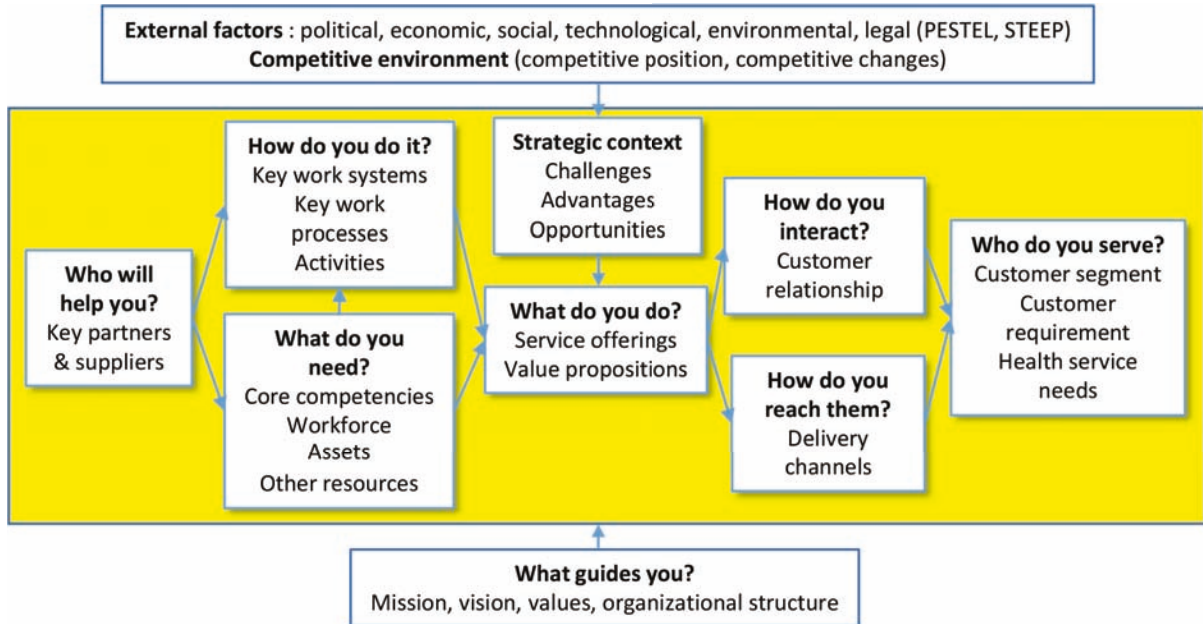 External factors : political, economic, social, technological, environmental, legal (PESTEL, STEEP)
Competitive environment (competitive position, competitive changes)
How do you do it?
Key work systems
Key work
processes
Activities
Strategic context
Challenges
Advantages
Opportunities
Who will
help you?
Key partners
& suppliers
What do you
need?
Core competencies
Workforce
Assets
Other resources
What do you do?
Service offerings
Value propositions
How do you
interact?
Customer
relationship
How do you
reach them?
Delivery
channels
Who do you serve?
Customer segment
Customer
requirement
Health service
needs
What guides you?
Mission, vision, values, organizational structure